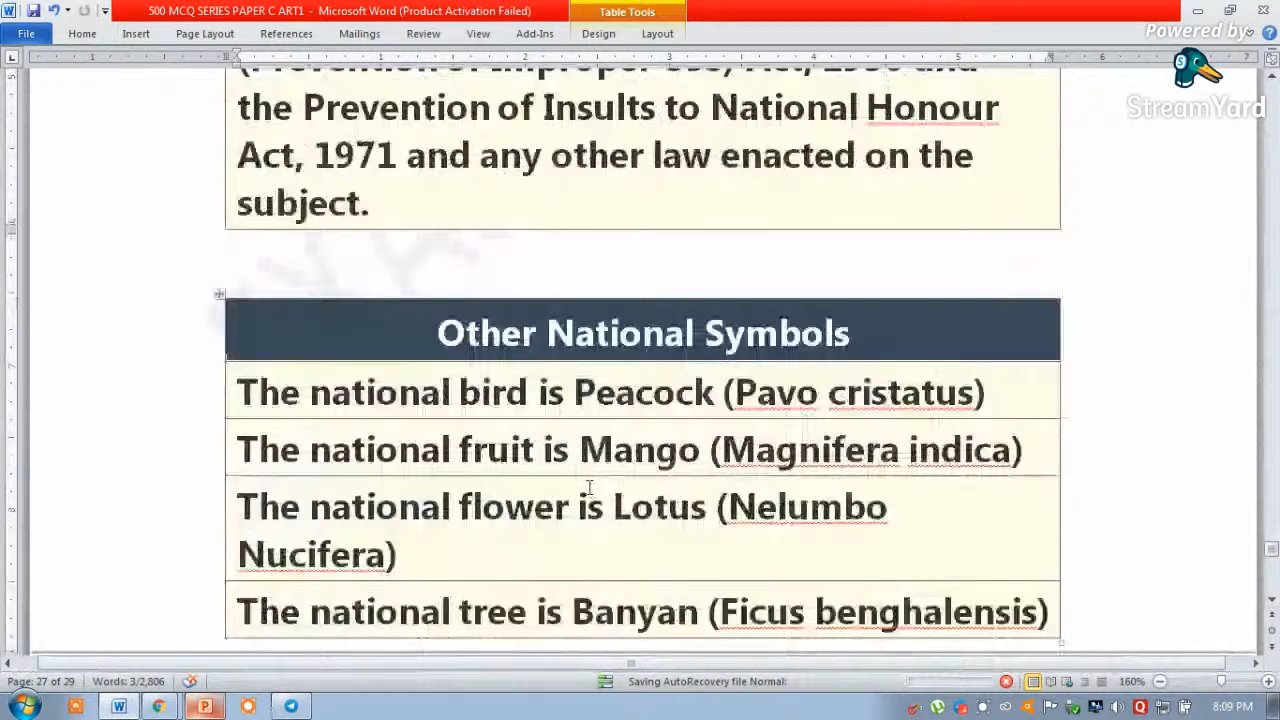 500 MCQ SERIES PAPER C ART1 - Microsoft Word (Product Activation Failed)
Table Tools
File Home Insert Page Layout References Mailings Review View Add-Ins Design Layout
Powered by
StreamYard
the Prevention of Insults to National Honour
Act, 1971 and any other law enacted on the
subject.
Other National Symbols
The national bird is Peacock (Pavo cristatus)
The national fruit is Mango (Magnifera indica)
The national flower is Lotus (Nelumbo
Nucifera)
The national tree is Banyan (Ficus benghalensis)
Page: 27 of 29 Words: 3/2,806 Saving AutoRecovery file Normal: 160%
8:09 PM